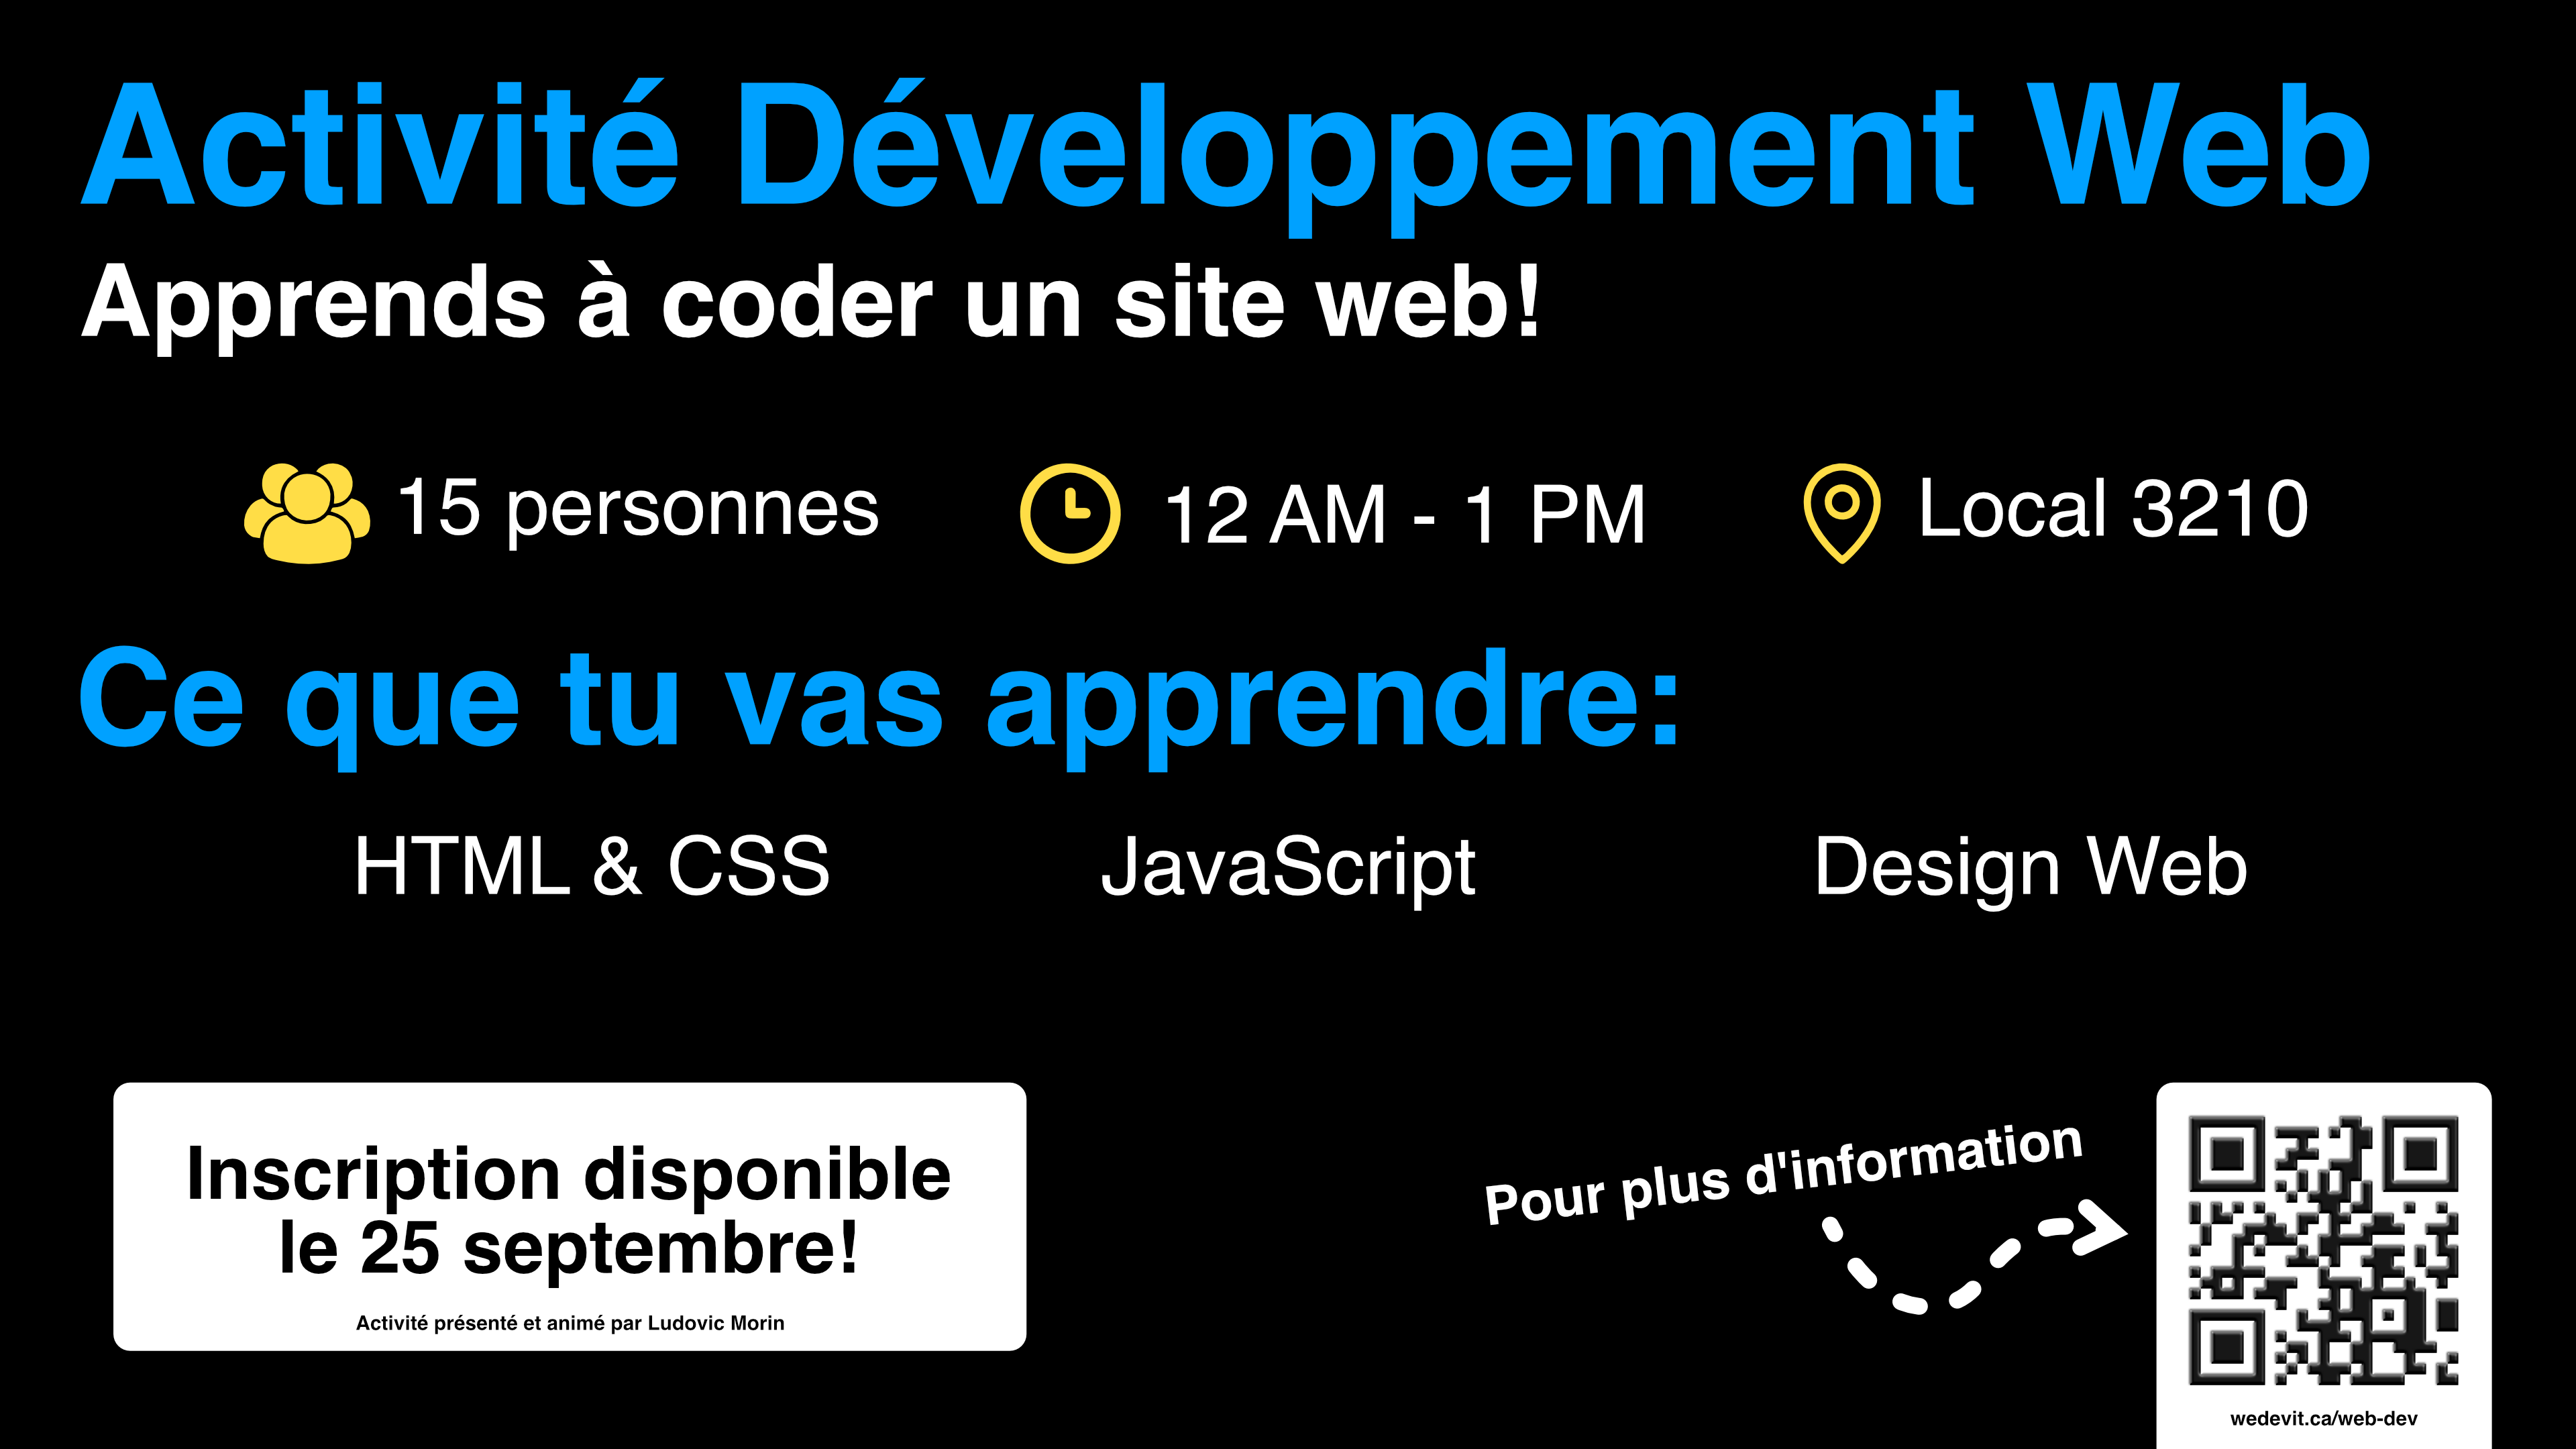 Activité Développement Web
Apprends à coder un site web!
15 personnes
12 AM - 1 PM
Local 3210
Ce que tu vas apprendre:
HTML & CSS
JavaScript
Design Web
Inscription disponible
le 25 septembre!
Activité présenté et animé par Ludovic Morin
Pour plus d'information
wedevit.ca/web-dev